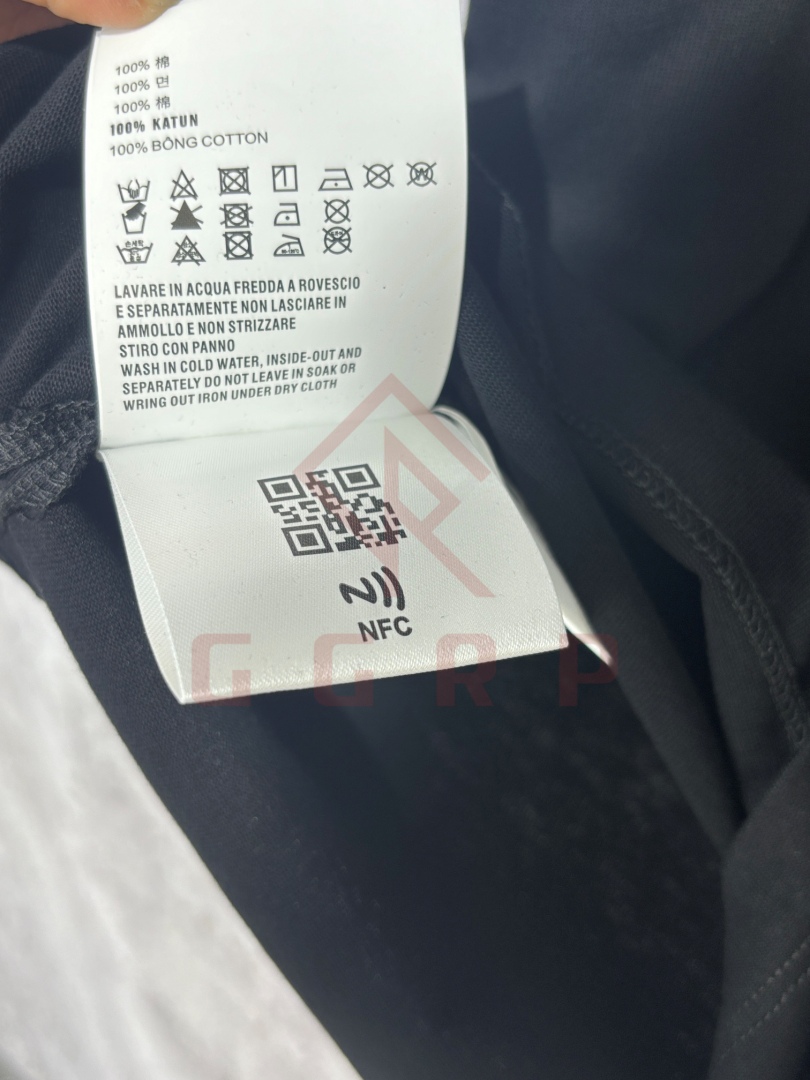 100% 棉
100% 면
100% 棉
100% KATUN
100% BÔNG COTTON
LAVARE IN ACQUA FREDDA A ROVESCIO
E SEPARATAMENTE NON LASCIARE IN
AMMOLLO E NON STRIZZARE
STIRO CON PANNO
WASH IN COLD WATER, INSIDE-OUT AND
SEPARATELY DO NOT LEAVE IN SOAK OR
WRING OUT IRON UNDER DRY CLOTH
NFC
GGRP